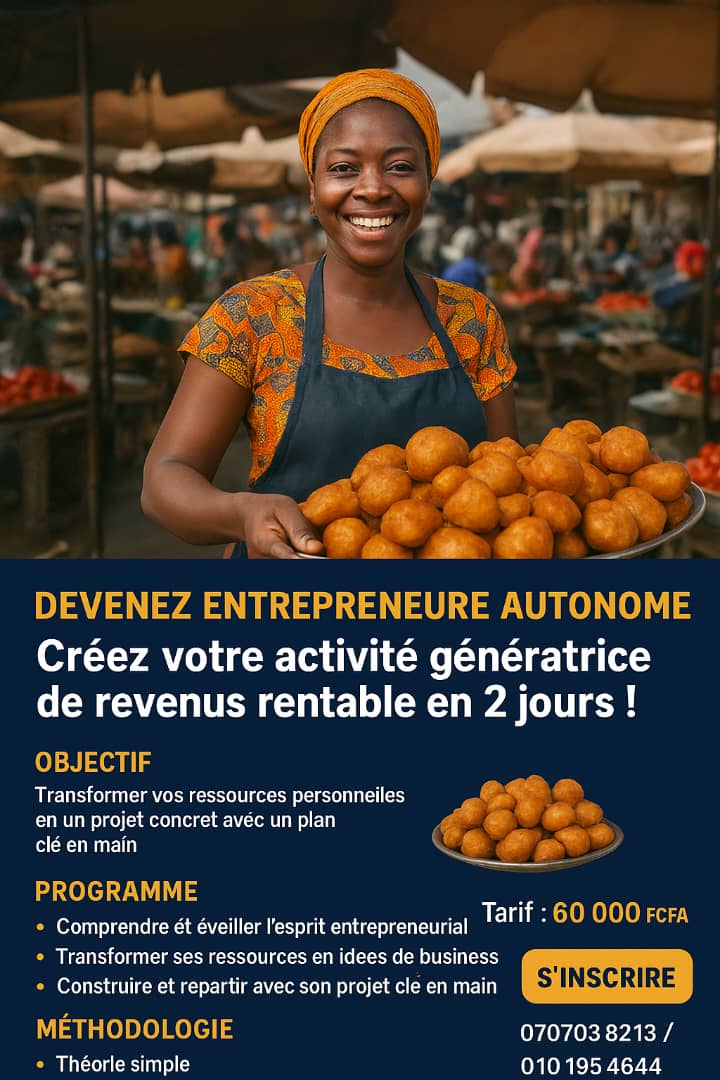 DEVENEZ ENTREPRENEURE AUTONOME
Créez votre activité génératrice
de revenus rentable en 2 jours !
OBJECTIF
Transformer vos ressources personneiles
en un projet concret avéc un plan
clé en maín
PROGRAMME
• Comprendre ét éveiller l'esprit entrepreneurial
• Transformer ses ressources en idees de business
• Construire et repartir avec son projet cle en main
MÉTHODOLOGIE
• Théorle simple
Tarif : 60 000 FCFA
S'INSCRIRE
070703 8213 /
010 195 4644